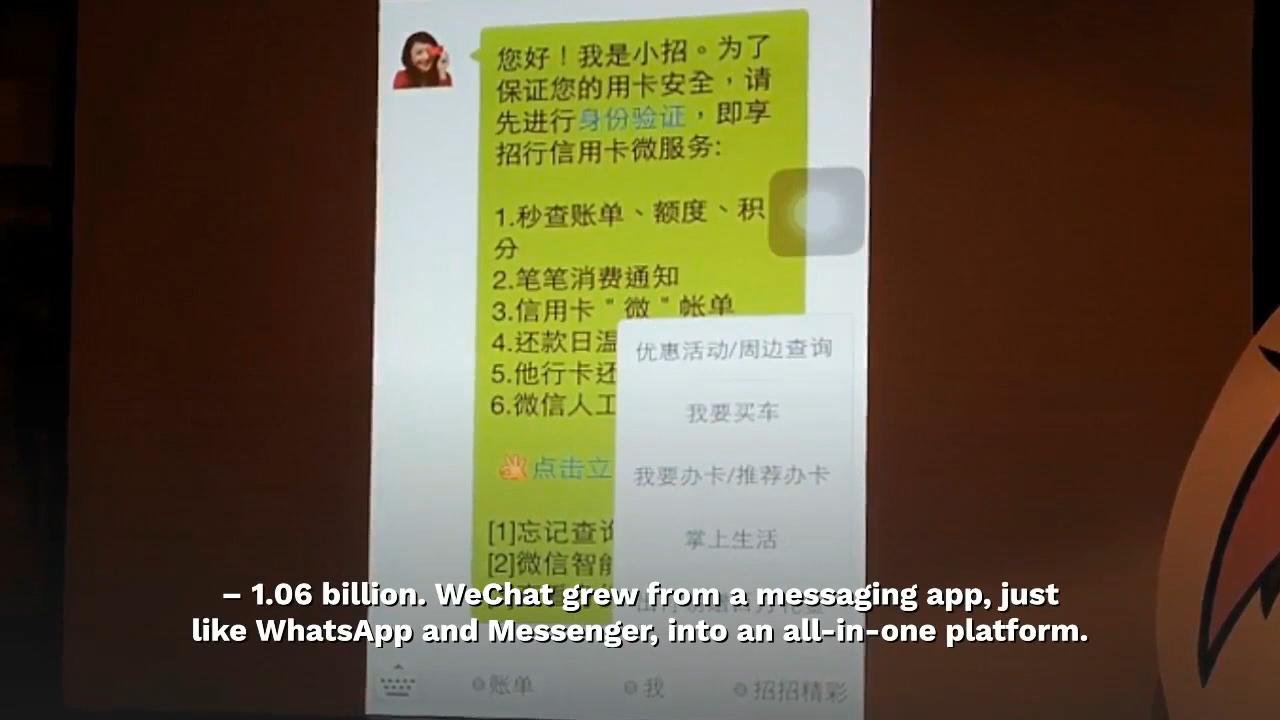 您好！我是小招。为了
保证您的用卡安全，请
先进行身份验证，即享
招行信用卡微服务:
1.秒查账单、额度、积
分
2.笔笔消费通知
3.信用卡“微“帐单
4.还款日温
5.他行卡还
6.微信人工
点击立
[1]忘记查询
[2]微信智能
优惠活动/周边查询
我要买车
我要办卡/推荐办卡
掌上生活
– 1.06 billion. WeChat grew from a messaging app, just
like WhatsApp and Messenger, into an all-in-one platform.
账单
我
招招精彩